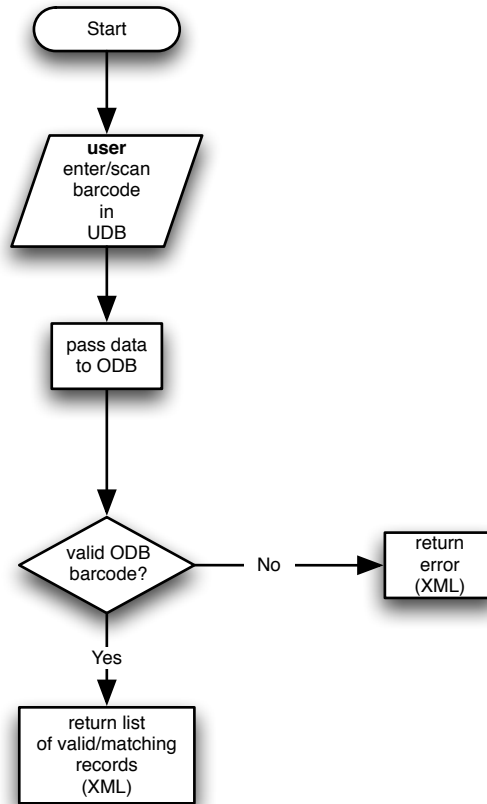 Start
user
enter/scan
barcode
in
UDB
pass data
to ODB
valid ODB
barcode?
No
return
error
(XML)
Yes
return list
of valid/matching
records
(XML)